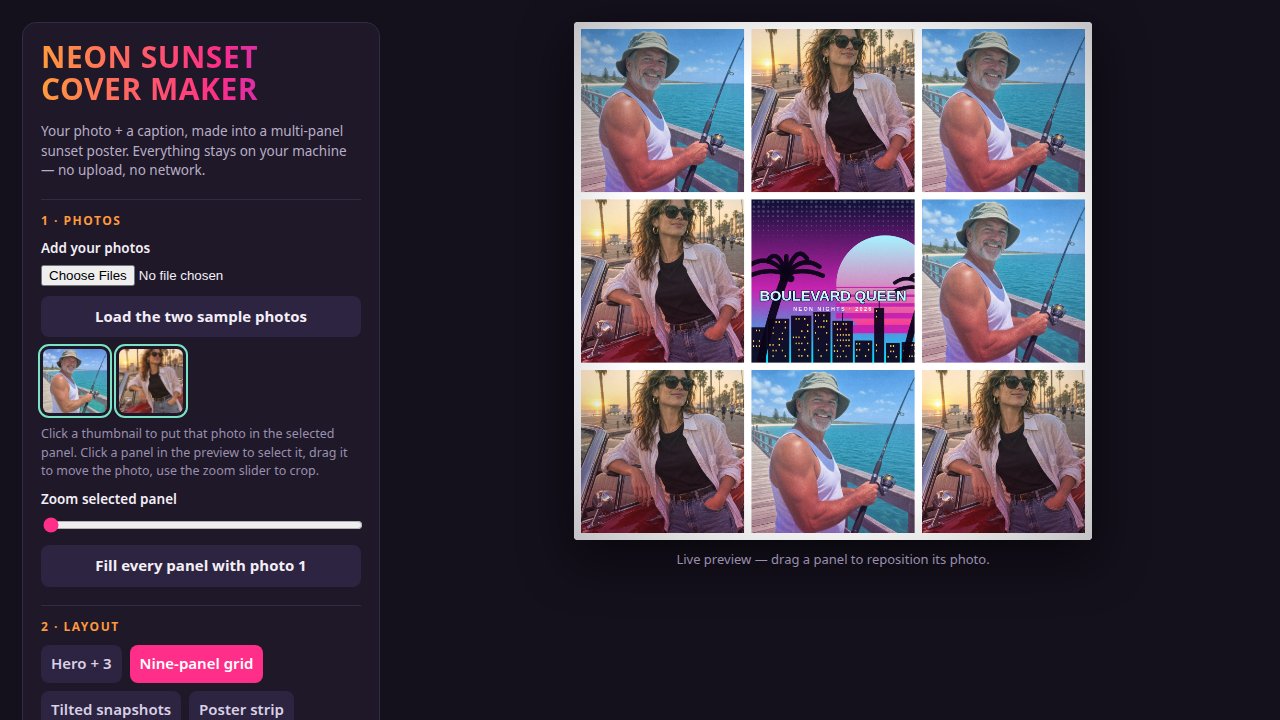 NEON SUNSET
COVER MAKER
Your photo + a caption, made into a multi-panel
sunset poster. Everything stays on your machine
— no upload, no network.
1 · PHOTOS
Add your photos
Choose Files No file chosen
Load the two sample photos
Click a thumbnail to put that photo in the selected
panel. Click a panel in the preview to select it, drag it
to move the photo, use the zoom slider to crop.
Zoom selected panel
Fill every panel with photo 1
2 · LAYOUT
Hero + 3 Nine-panel grid
Tilted snapshots Poster strip
BOULEVARD QUEEN
NEON NIGHTS · 2026
Live preview — drag a panel to reposition its photo.